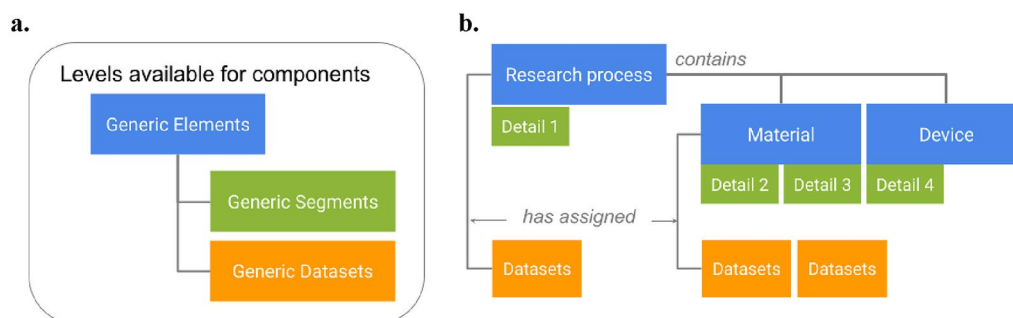 a.
Levels available for components
Generic Elements
Generic Segments
Generic Datasets
b.
Research process
contains
Detail 1
Material
Device
Detail 2
Detail 3
Detail 4
has assigned
Datasets
Datasets
Datasets